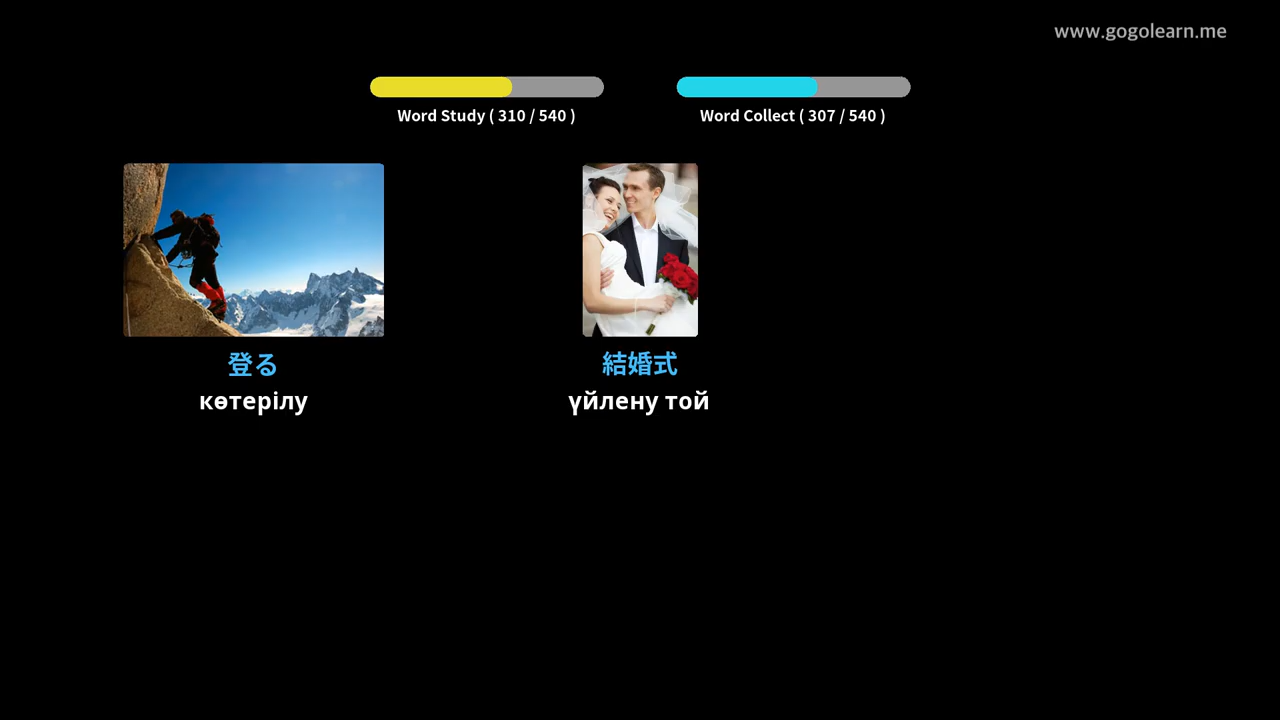 www.gogolearn.me
Word Study ( 310 / 540 )
Word Collect ( 307 / 540 )
登る
көтерілу
結婚式
үйлену той